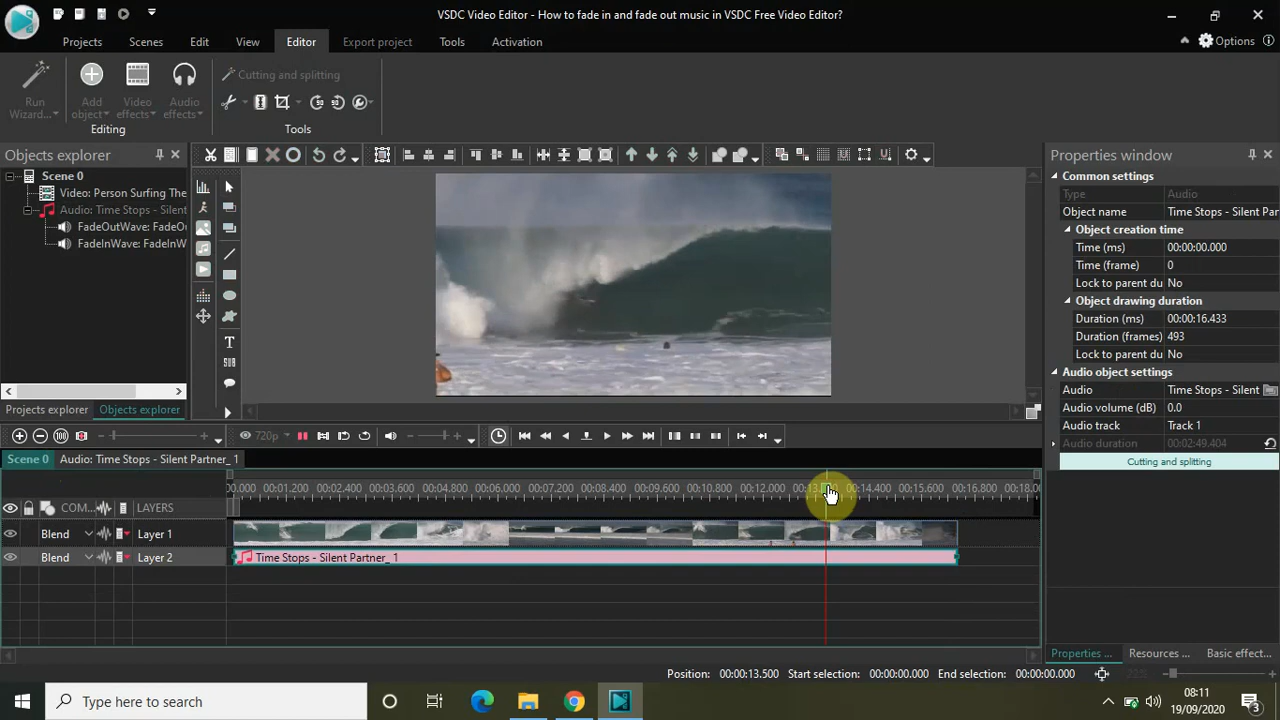 VSDC Video Editor - How to fade in and fade out music in VSDC Free Video Editor?
Projects Scenes Edit View Editor Export project Tools Activation
Options
Run Wizard...
Add object
Video effects
Audio effects
Cutting and splitting
Editing
Tools
Objects explorer
Scene 0
Video: Person Surfing The
Audio: Time Stops - Silent
FadeOutWave: FadeO
FadeInWave: FadeInW
Projects explorer
Objects explorer
T
Properties window
Common settings
Type Audio
Object name Time Stops - Silent Par
Object creation time
Time (ms) 00:00:00.000
Time (frame) 0
Lock to parent du No
Object drawing duration
Duration (ms) 00:00:16.433
Duration (frames) 493
Lock to parent du No
Audio object settings
Audio Time Stops - Silent
Audio volume (dB) 0.0
Audio track Track 1
Audio duration 00:02:49.404
Cutting and splitting
720p
Scene 0 Audio: Time Stops - Silent Partner_ 1
0.000 00:01.200 00:02.400 00:03.600 00:04.800 00:06.000 00:07.200 00:08.400 00:09.600 00:10.800 00:12.000 00:14.400 00:15.600 00:16.800
COM... LAYERS
Blend Layer 1
Blend Layer 2
Time Stops - Silent Partner_ 1
Properties ... Resources ... Basic effect...
Position: 00:00:13.500 Start selection: 00:00:00.000 End selection: 00:00:00.000
Type here to search
08:11
19/09/2020
3